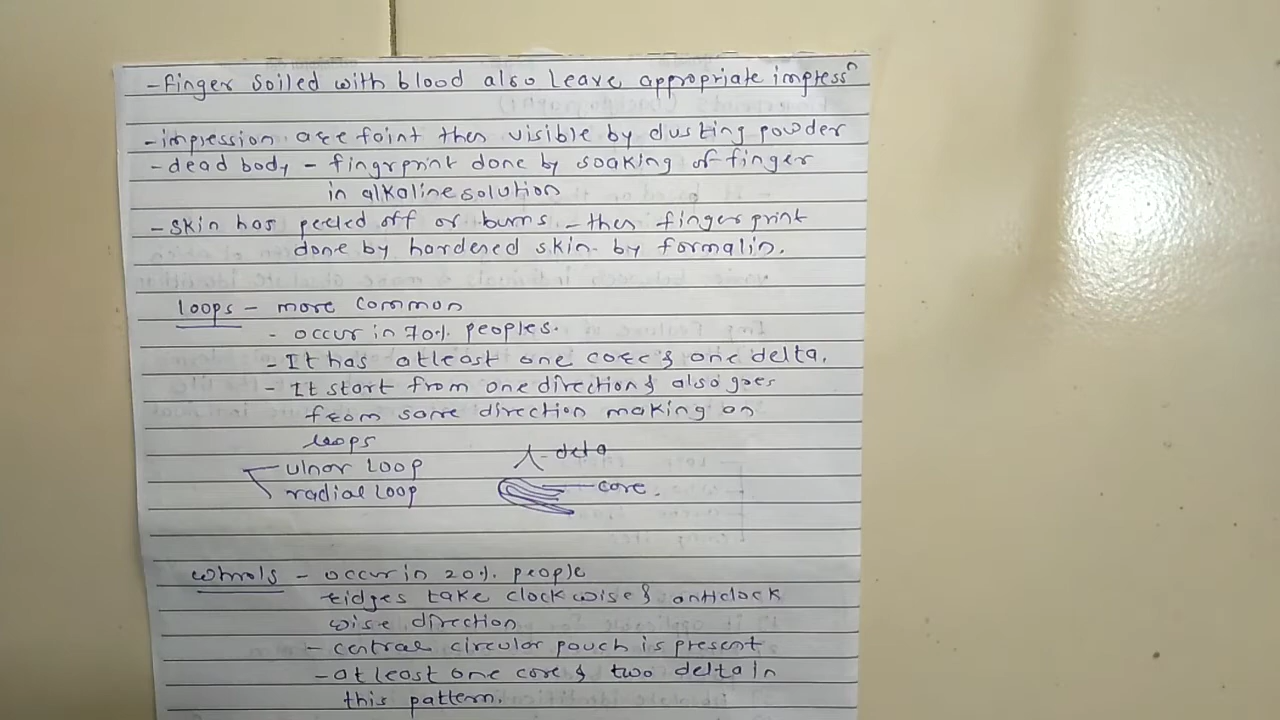 - finger soiled with blood also leave appropriate impressⁿ
- impression are faint then visible by dusting powder
- dead body - fingrprint done by soaking of finger
in alkaline solution
- skin has peeled off or burns - then finger print
done by hardened skin by formalin.
loops - more common
- occur in 70% peoples.
- It has atleast one core & one delta.
- It start from one direction & also goes
from same direction making an
loops
ulnar loop
radial loop
delta
core.
whrols - occur in 20% people
ridges take clockwise & anticlock
wise direction
- central circular pouch is present
- atleast one core & two delta in
this pattern.